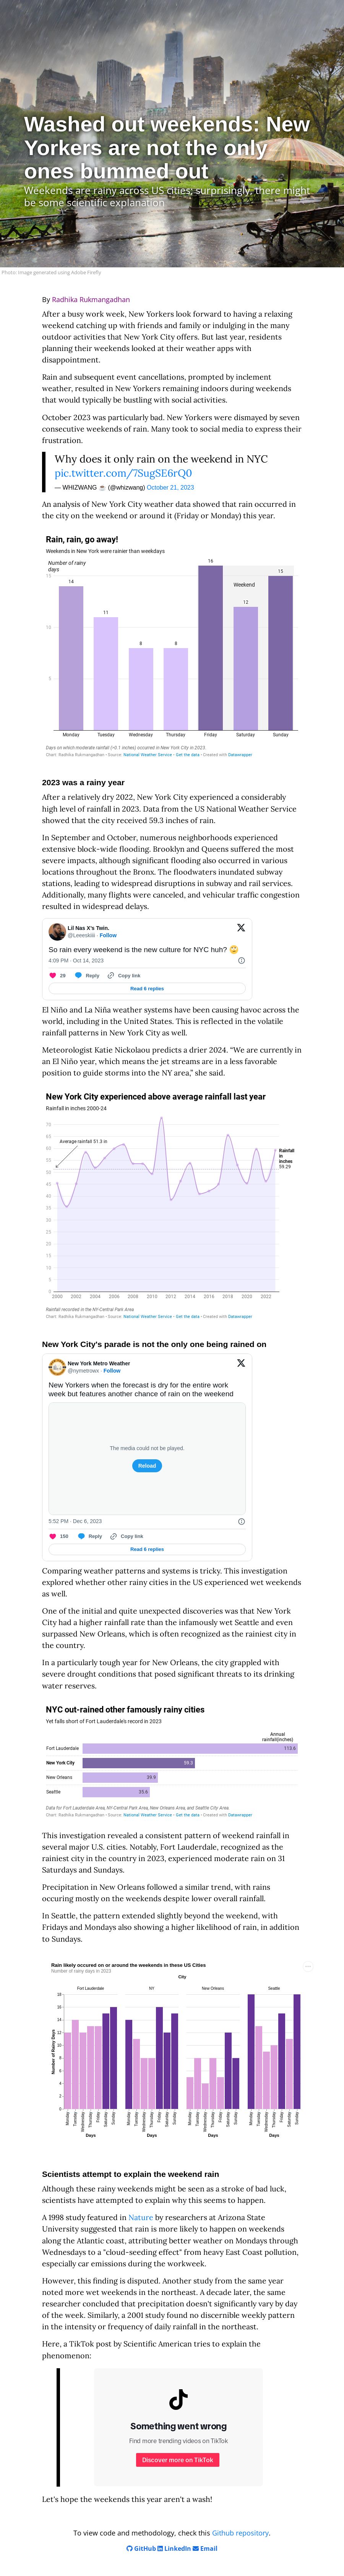 Washed out weekends: New
Yorkers are not the only
ones bummed out
Weekends are rainy across US cities; surprisingly, there might
be some scientific explanation
Photo: Image generated using Adobe Firefly
By Radhika Rukmangadhan
After a busy work week, New Yorkers look forward to having a relaxing
weekend catching up with friends and family or indulging in the many
outdoor activities that New York City offers. But last year, residents
planning their weekends looked at their weather apps with
disappointment.
Rain and subsequent event cancellations, prompted by inclement
weather, resulted in New Yorkers remaining indoors during weekends
that would typically be bustling with social activities.
October 2023 was particularly bad. New Yorkers were dismayed by seven
consecutive weekends of rain. Many took to social media to express their
frustration.
Why does it only rain on the weekend in NYC
pic.twitter.com/7SugSE6rQ0
— WHIZWANG ☕ (@whizwang) October 21, 2023
An analysis of New York City weather data showed that rain occurred in
the city on the weekend or around it (Friday or Monday) this year.
Rain, rain, go away!
Weekends in New York were rainier than weekdays
Number of rainy
days
15
10
5
14
11
8
8
16
12
15
Weekend
Monday Tuesday Wednesday Thursday Friday Saturday Sunday
Days on which moderate rainfall (>0.1 inches) occurred in New York City in 2023.
Chart: Radhika Rukmangadhan • Source: National Weather Service • Get the data • Created with Datawrapper
2023 was a rainy year
After a relatively dry 2022, New York City experienced a considerably
high level of rainfall in 2023. Data from the US National Weather Service
showed that the city received 59.3 inches of rain.
In September and October, numerous neighborhoods experienced
extensive block-wide flooding. Brooklyn and Queens suffered the most
severe impacts, although significant flooding also occurred in various
locations throughout the Bronx. The floodwaters inundated subway
stations, leading to widespread disruptions in subway and rail services.
Additionally, many flights were canceled, and vehicular traffic congestion
resulted in widespread delays.
Lil Nas X's Twin.
Follow
So rain every weekend is the new culture for NYC huh? 🙄
4:09 PM · Oct 14, 2023
29 Reply Copy link
Read 6 replies
El Niño and La Niña weather systems have been causing havoc across the
world, including in the United States. This is reflected in the volatile
rainfall patterns in New York City as well.
Meteorologist Katie Nickolaou predicts a drier 2024. “We are currently in
an El Niño year, which means the jet streams are in a less favorable
position to guide storms into the NY area,” she said.
New York City experienced above average rainfall last year
Rainfall in inches 2000-24
70
65
60
55
50
45
40
35
30
25
20
15
10
5
0
Average rainfall 51.3 in
Rainfall
in
inches
59.29
2000 2002 2004 2006 2008 2010 2012 2014 2016 2018 2020 2022
Rainfall recorded in the NY-Central Park Area
Chart: Radhika Rukmangadhan • Source: National Weather Service • Get the data • Created with Datawrapper
New York City's parade is not the only one being rained on
New York Metro Weather
@nymetrowx · Follow
New Yorkers when the forecast is dry for the entire work
week but features another chance of rain on the weekend
The media could not be played.
Reload
5:52 PM · Dec 6, 2023
150 Reply Copy link
Read 6 replies
Comparing weather patterns and systems is tricky. This investigation
explored whether other rainy cities in the US experienced wet weekends
as well.
One of the initial and quite unexpected discoveries was that New York
City had a higher rainfall rate than the infamously wet Seattle and even
surpassed New Orleans, which is often recognized as the rainiest city in
the country.
In a particularly tough year for New Orleans, the city grappled with
severe drought conditions that posed significant threats to its drinking
water reserves.
NYC out-rained other famously rainy cities
Yet falls short of Fort Lauderdale's record in 2023
Annual
rainfall(inches)
Fort Lauderdale 113.6
New York City 59.3
New Orleans
Seattle
Data for Fort Lauderdale Area, NY-Central Park Area, New Orleans Area, and Seattle City Area.
Chart: Radhika Rukmangadhan • Source: National Weather Service • Get the data • Created with Datawrapper
This investigation revealed a consistent pattern of weekend rainfall in
several major U.S. cities. Notably, Fort Lauderdale, recognized as the
rainiest city in the country in 2023, experienced moderate rain on 31
Saturdays and Sundays.
Precipitation in New Orleans followed a similar trend, with rains
occuring mostly on the weekends despite lower overall rainfall.
In Seattle, the pattern extended slightly beyond the weekend, with
Fridays and Mondays also showing a higher likelihood of rain, in addition
to Sundays.
Rain likely occured on or around the weekends in these US Cities
Number of rainy days in 2023
City
Fort Lauderdale NY New Orleans Seattle
Number of Rainy Days
18
16
14
12
10
8
6
4
2
0
Monday Tuesday Wednesday Thursday Friday Saturday Sunday
Monday Tuesday Wednesday Thursday Friday Saturday Sunday
Monday Tuesday Wednesday Thursday Friday Saturday Sunday
Monday Tuesday Wednesday Thursday Friday Saturday Sunday
Days Days Days Days
Scientists attempt to explain the weekend rain
Although these rainy weekends might be seen as a stroke of bad luck,
scientists have attempted to explain why this seems to happen.
A 1998 study featured in Nature by researchers at Arizona State
University suggested that rain is more likely to happen on weekends
along the Atlantic coast, attributing better weather on Mondays through
Wednesdays to a "cloud-seeding effect" from heavy East Coast pollution,
especially car emissions during the workweek.
However, this finding is disputed. Another study from the same year
noted more wet weekends in the northeast. A decade later, the same
researcher concluded that precipitation doesn't significantly vary by day
of the week. Similarly, a 2001 study found no discernible weekly pattern
in the intensity or frequency of daily rainfall in the northeast.
Here, a TikTok post by Scientific American tries to explain the
phenomenon:
Something went wrong
Find more trending videos on TikTok
Discover more on TikTok
Let's hope the weekends this year aren't a wash!
To view code and methodology, check this Github repository.
GitHub LinkedIn Email